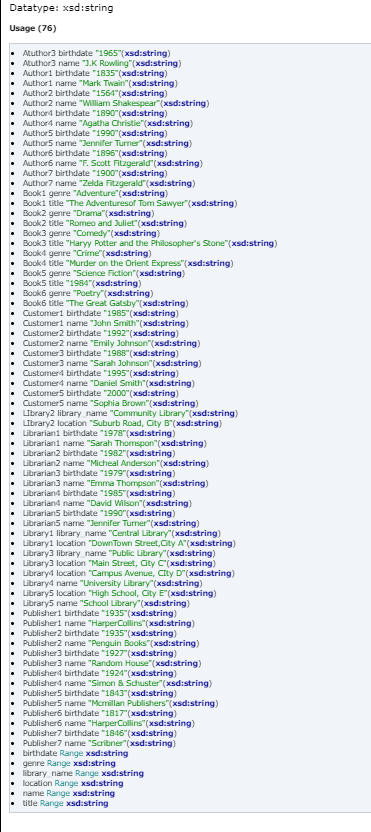 Datatype: xsd:string
Usage (76)
Atuthor3 birthdate "1965"(xsd:string)
Atuthor3 name "J.K Rowling"(xsd:string)
Author1 birthdate "1835"(xsd:string)
Author1 name "Mark Twain"(xsd:string)
Author2 birthdate "1564"(xsd:string)
Author2 name "William Shakespear"(xsd:string)
Author4 birthdate "1890"(xsd:string)
Author4 name "Agatha Christie"(xsd:string)
Author5 birthdate "1990"(xsd:string)
Author5 name "Jennifer Turner"(xsd:string)
Author6 birthdate "1896"(xsd:string)
Author6 name "F. Scott Fitzgerald"(xsd:string)
Author7 birthdate "1900"(xsd:string)
Author7 name "Zelda Fitzgerald"(xsd:string)
Book1 genre "Adventure"(xsd:string)
Book1 title "The Adventuresof Tom Sawyer"(xsd:string)
Book2 genre "Drama"(xsd:string)
Book2 title "Romeo and Juliet"(xsd:string)
Book3 genre "Comedy"(xsd:string)
Book3 title "Haryy Potter and the Philosopher's Stone"(xsd:string)
Book4 genre "Crime"(xsd:string)
Book4 title "Murder on the Orient Express"(xsd:string)
Book5 genre "Science Fiction"(xsd:string)
Book5 title "1984"(xsd:string)
Book6 genre "Poetry"(xsd:string)
Book6 title "The Great Gatsby"(xsd:string)
Customer1 birthdate "1985"(xsd:string)
Customer1 name "John Smith"(xsd:string)
Customer2 birthdate "1992"(xsd:string)
Customer2 name "Emily Johnson"(xsd:string)
Customer3 birthdate "1988"(xsd:string)
Customer3 name "Sarah Johnson"(xsd:string)
Customer4 birthdate "1995"(xsd:string)
Customer4 name "Daniel Smith"(xsd:string)
Customer5 birthdate "2000"(xsd:string)
Customer5 name "Sophia Brown"(xsd:string)
LIbrary2 library_name "Community Library"(xsd:string)
LIbrary2 location "Suburb Road, City B"(xsd:string)
Librarian1 birthdate "1978"(xsd:string)
Librarian1 name "Sarah Thomspon"(xsd:string)
Librarian2 birthdate "1982"(xsd:string)
Librarian2 name "Micheal Anderson"(xsd:string)
Librarian3 birthdate "1979"(xsd:string)
Librarian3 name "Emma Thompson"(xsd:string)
Librarian4 birthdate "1985"(xsd:string)
Librarian4 name "David Wilson"(xsd:string)
Librarian5 birthdate "1990"(xsd:string)
Librarian5 name "Jennifer Turner"(xsd:string)
Library1 library_name "Central Library"(xsd:string)
Library1 location "DownTown Street,City A"(xsd:string)
Library3 library_name "Public Library"(xsd:string)
Library3 location "Main Street, City C"(xsd:string)
Library4 location "Campus Avenue, CIty D"(xsd:string)
Library4 name "University Library"(xsd:string)
Library5 location "High School, City E"(xsd:string)
Library5 name "School Library"(xsd:string)
Publisher1 birthdate "1935"(xsd:string)
Publisher1 name "HarperCollins"(xsd:string)
Publisher2 birthdate "1935"(xsd:string)
Publisher2 name "Penguin Books"(xsd:string)
Publisher3 birthdate "1927"(xsd:string)
Publisher3 name "Random House"(xsd:string)
Publisher4 birthdate "1924"(xsd:string)
Publisher4 name "Simon & Schuster"(xsd:string)
Publisher5 birthdate "1843"(xsd:string)
Publisher5 name "Mcmillan Publishers"(xsd:string)
Publisher6 birthdate "1817"(xsd:string)
Publisher6 name "HarperCollins"(xsd:string)
Publisher7 birthdate "1846"(xsd:string)
Publisher7 name "Scribner"(xsd:string)
birthdate Range xsd:string
genre Range xsd:string
library_name Range xsd:string
location Range xsd:string
name Range xsd:string
title Range xsd:string